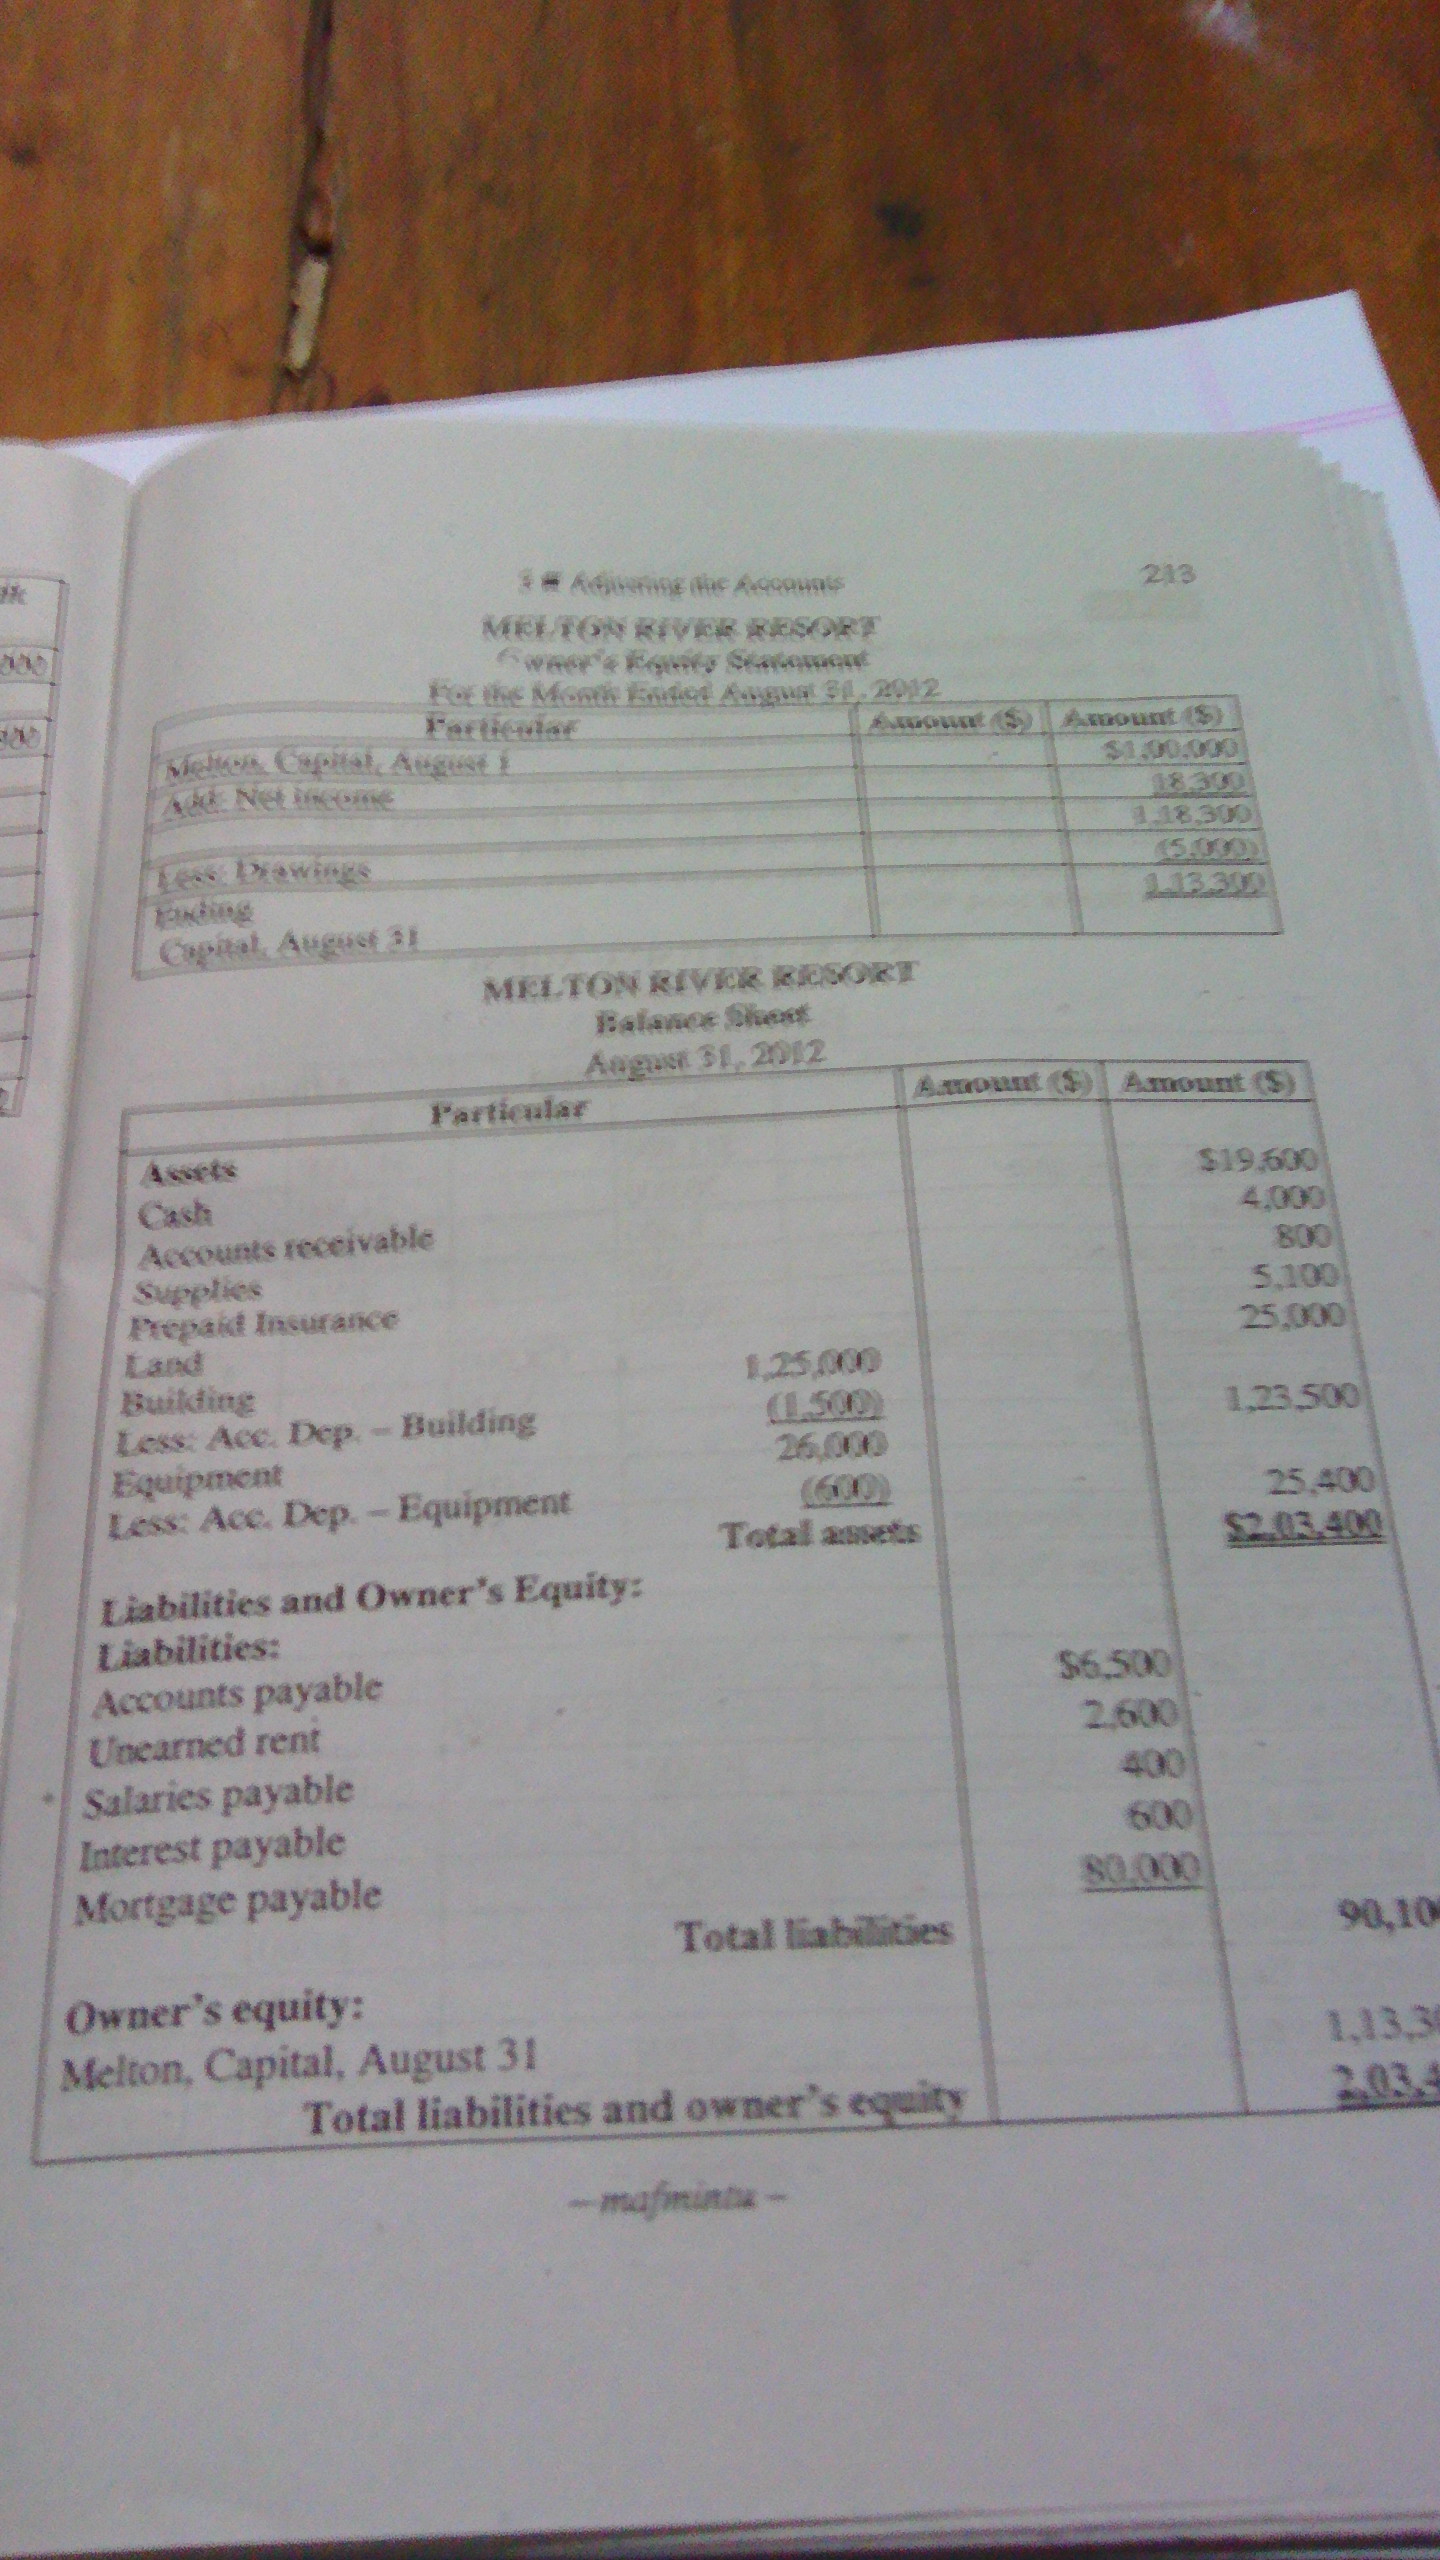 3 Adjusting the Accounts 213
MELTON RIVER RESORT
Owner's Equity Statement
For the Month Ended August 31, 2012
Particular Amount ($) Amount ($)
Melton, Capital, August 1 $1,00,000
Add: Net income 18,300
1,18,300
Less: Drawings (5,000)
Ending 1,13,300
Capital, August 31
MELTON RIVER RESORT
Balance Sheet
August 31, 2012
Particular Amount ($) Amount ($)
Assets
Cash $19,600
Accounts receivable 4,000
Supplies 800
Prepaid Insurance 5,100
Land 25,000
Building 1,25,000
Less: Acc. Dep. – Building (1,500) 1,23,500
Equipment 26,000
Less: Acc. Dep. – Equipment (600) 25,400
Total assets $2,03,400
Liabilities and Owner's Equity:
Liabilities:
Accounts payable $6,500
Unearned rent 2,600
Salaries payable 400
Interest payable 600
Mortgage payable 80,000
Total liabilities 90,10
Owner's equity:
Melton, Capital, August 31 1,13,3
Total liabilities and owner's equity 2,03,4
– mafmintu –